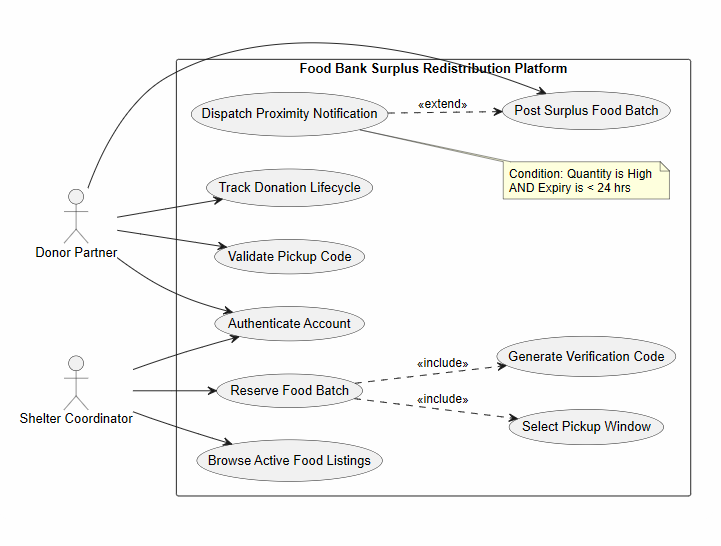 Food Bank Surplus Redistribution Platform
Dispatch Proximity Notification
«extend»
Post Surplus Food Batch
Condition: Quantity is High
AND Expiry is < 24 hrs
Track Donation Lifecycle
Donor Partner
Validate Pickup Code
Authenticate Account
Generate Verification Code
«include»
Reserve Food Batch
«include»
Shelter Coordinator
Select Pickup Window
Browse Active Food Listings